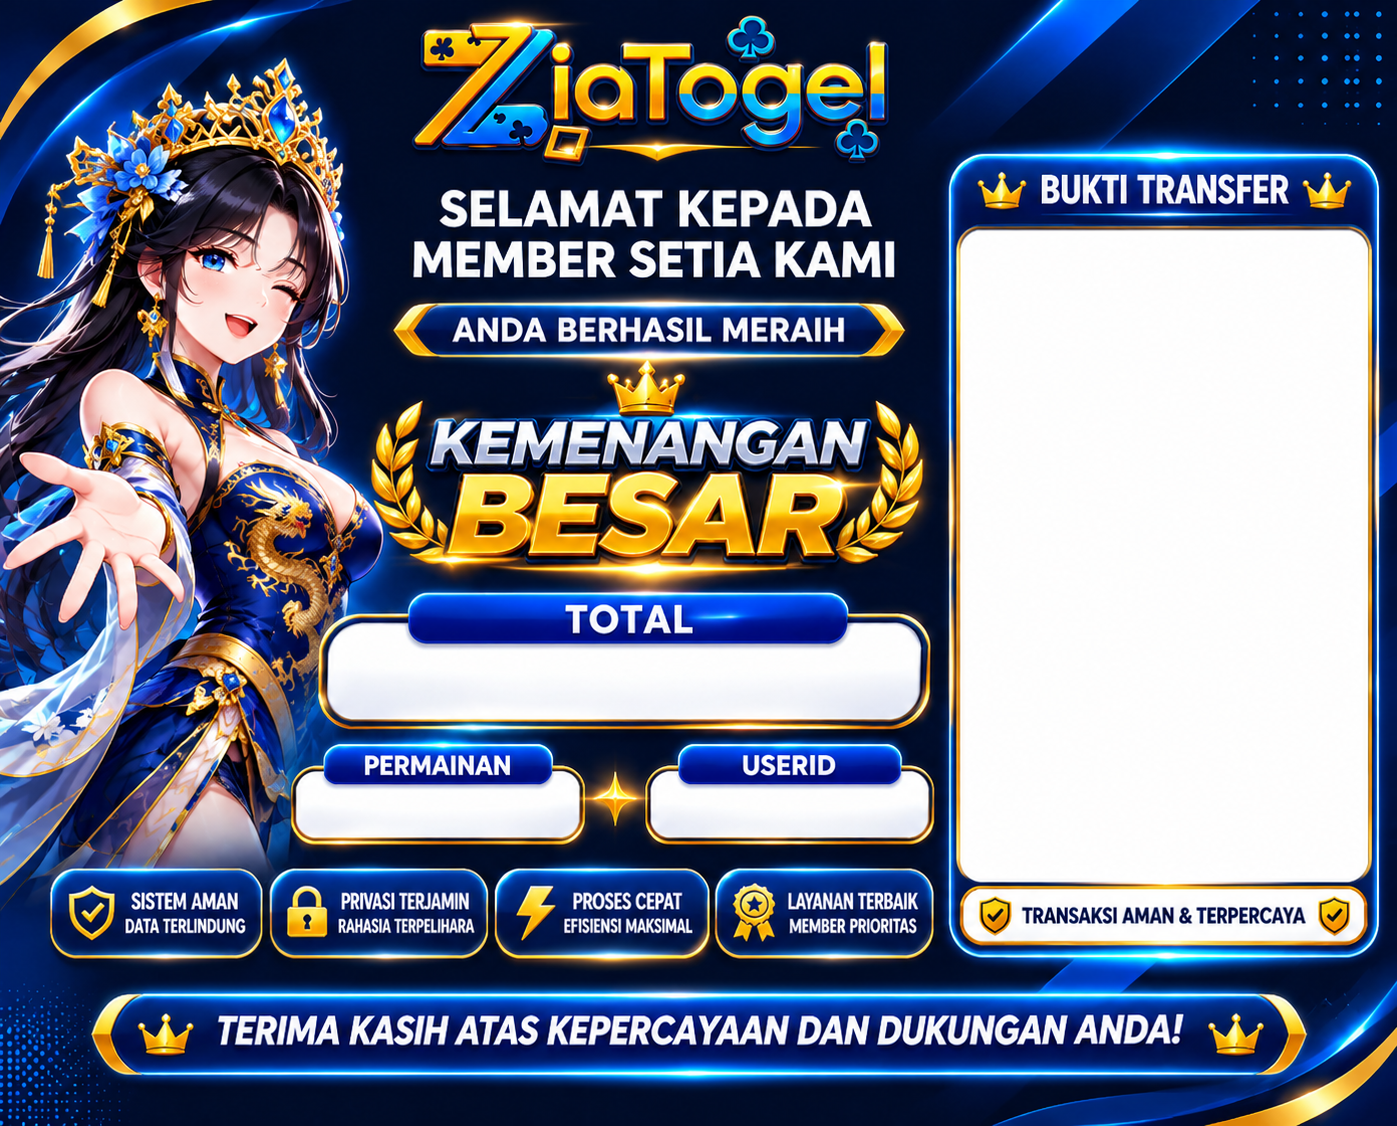 ZiaTogel
SELAMAT KEPADA
MEMBER SETIA KAMI
ANDA BERHASIL MERAIH
KEMENANGAN
BESAR
TOTAL
PERMAINAN
USERID
BUKTI TRANSFER
TRANSAKSI AMAN & TERPERCAYA
SISTEM AMAN
DATA TERLINDUNG
PRIVASI TERJAMIN
RAHASIA TERPELIHARA
PROSES CEPAT
EFISIENSI MAKSIMAL
LAYANAN TERBAIK
MEMBER PRIORITAS
TERIMA KASIH ATAS KEPERCAYAAN DAN DUKUNGAN ANDA!